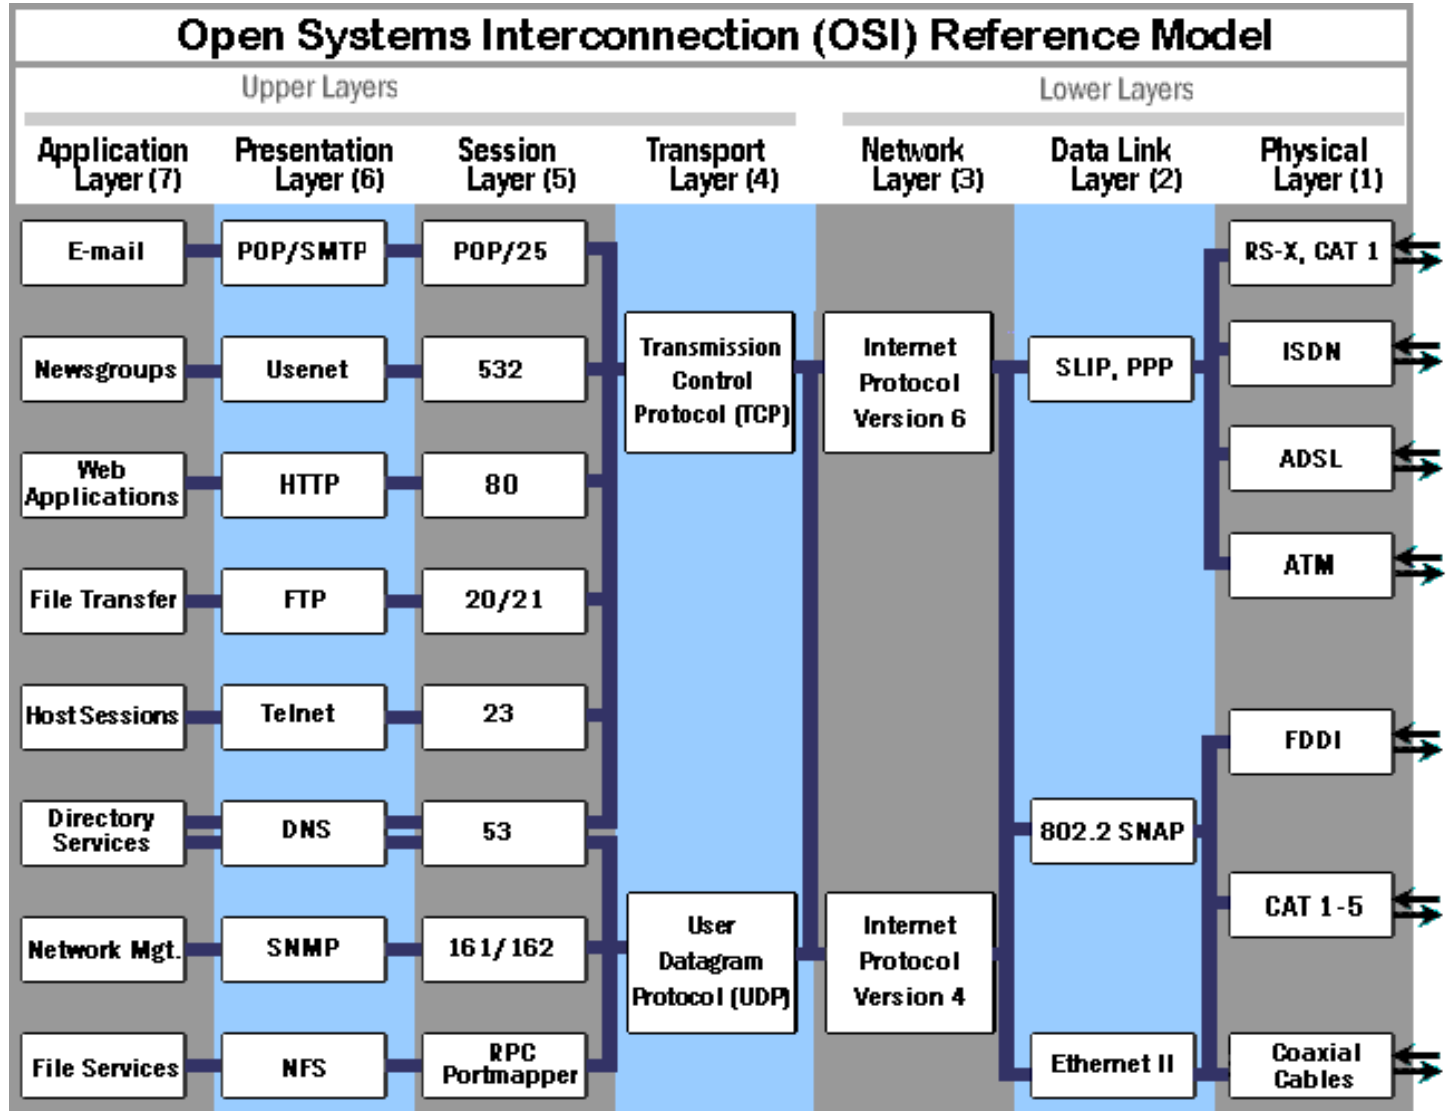 Open Systems Interconnection (OSI) Reference Model
Upper Layers
Lower Layers
Application
Layer (7)
Presentation
Layer (6)
Session
Layer (5)
Transport
Layer (4)
Network
Layer (3)
Data Link
Layer (2)
Physical
Layer (1)
E-mail
POP/SMTP
POP/25
Newsgroups
Usenet
532
Web
Applications
HTTP
80
File Transfer
FTP
20/21
Host Sessions
Telnet
23
Directory
Services
DNS
53
Network Mgt.
SNMP
161/162
File Services
NFS
RPC
Portmapper
Transmission
Control
Protocol (TCP)
User
Datagram
Protocol (UDP)
Internet
Protocol
Version 6
Internet
Protocol
Version 4
SLIP, PPP
802.2 SNAP
Ethernet II
RS-X, CAT 1
ISDN
ADSL
ATM
FDDI
CAT 1-5
Coaxial
Cables